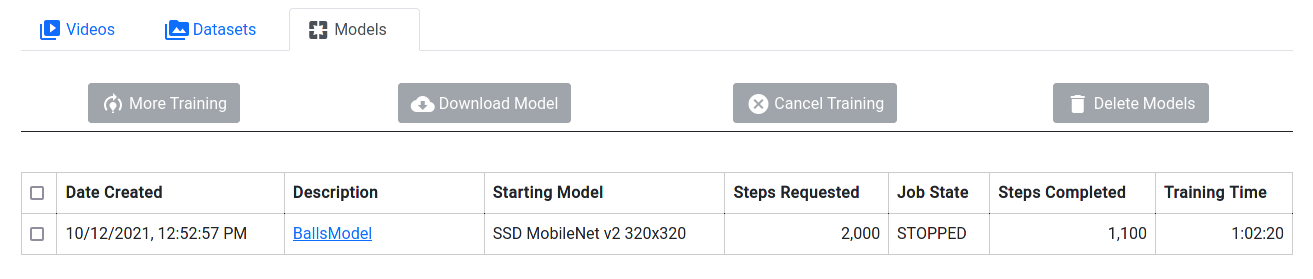 Videos Datasets Models
More Training Download Model Cancel Training Delete Models
Date Created Description Starting Model Steps Requested Job State Steps Completed Training Time
10/12/2021, 12:52:57 PM BallsModel SSD MobileNet v2 320x320 2,000 STOPPED 1,100 1:02:20